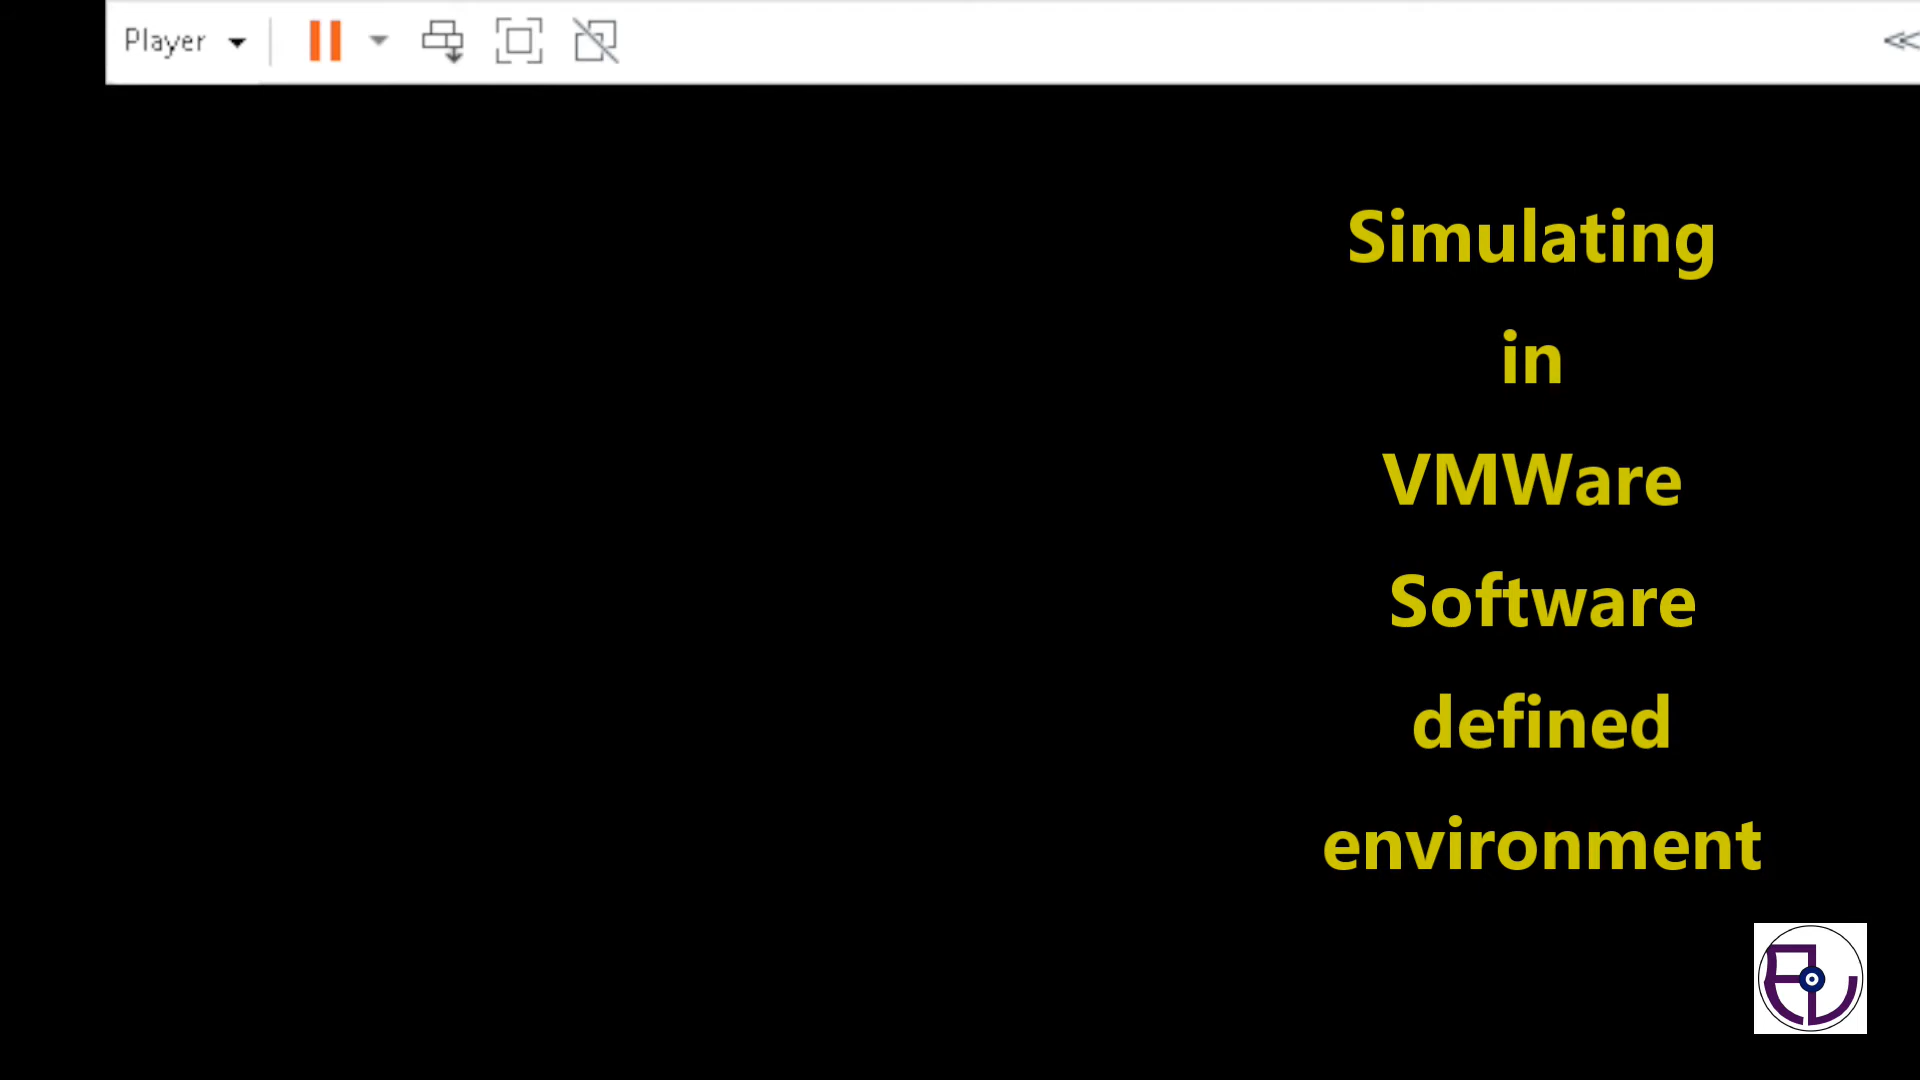 Player
Simulating
in
VMWare
Software
defined
environment